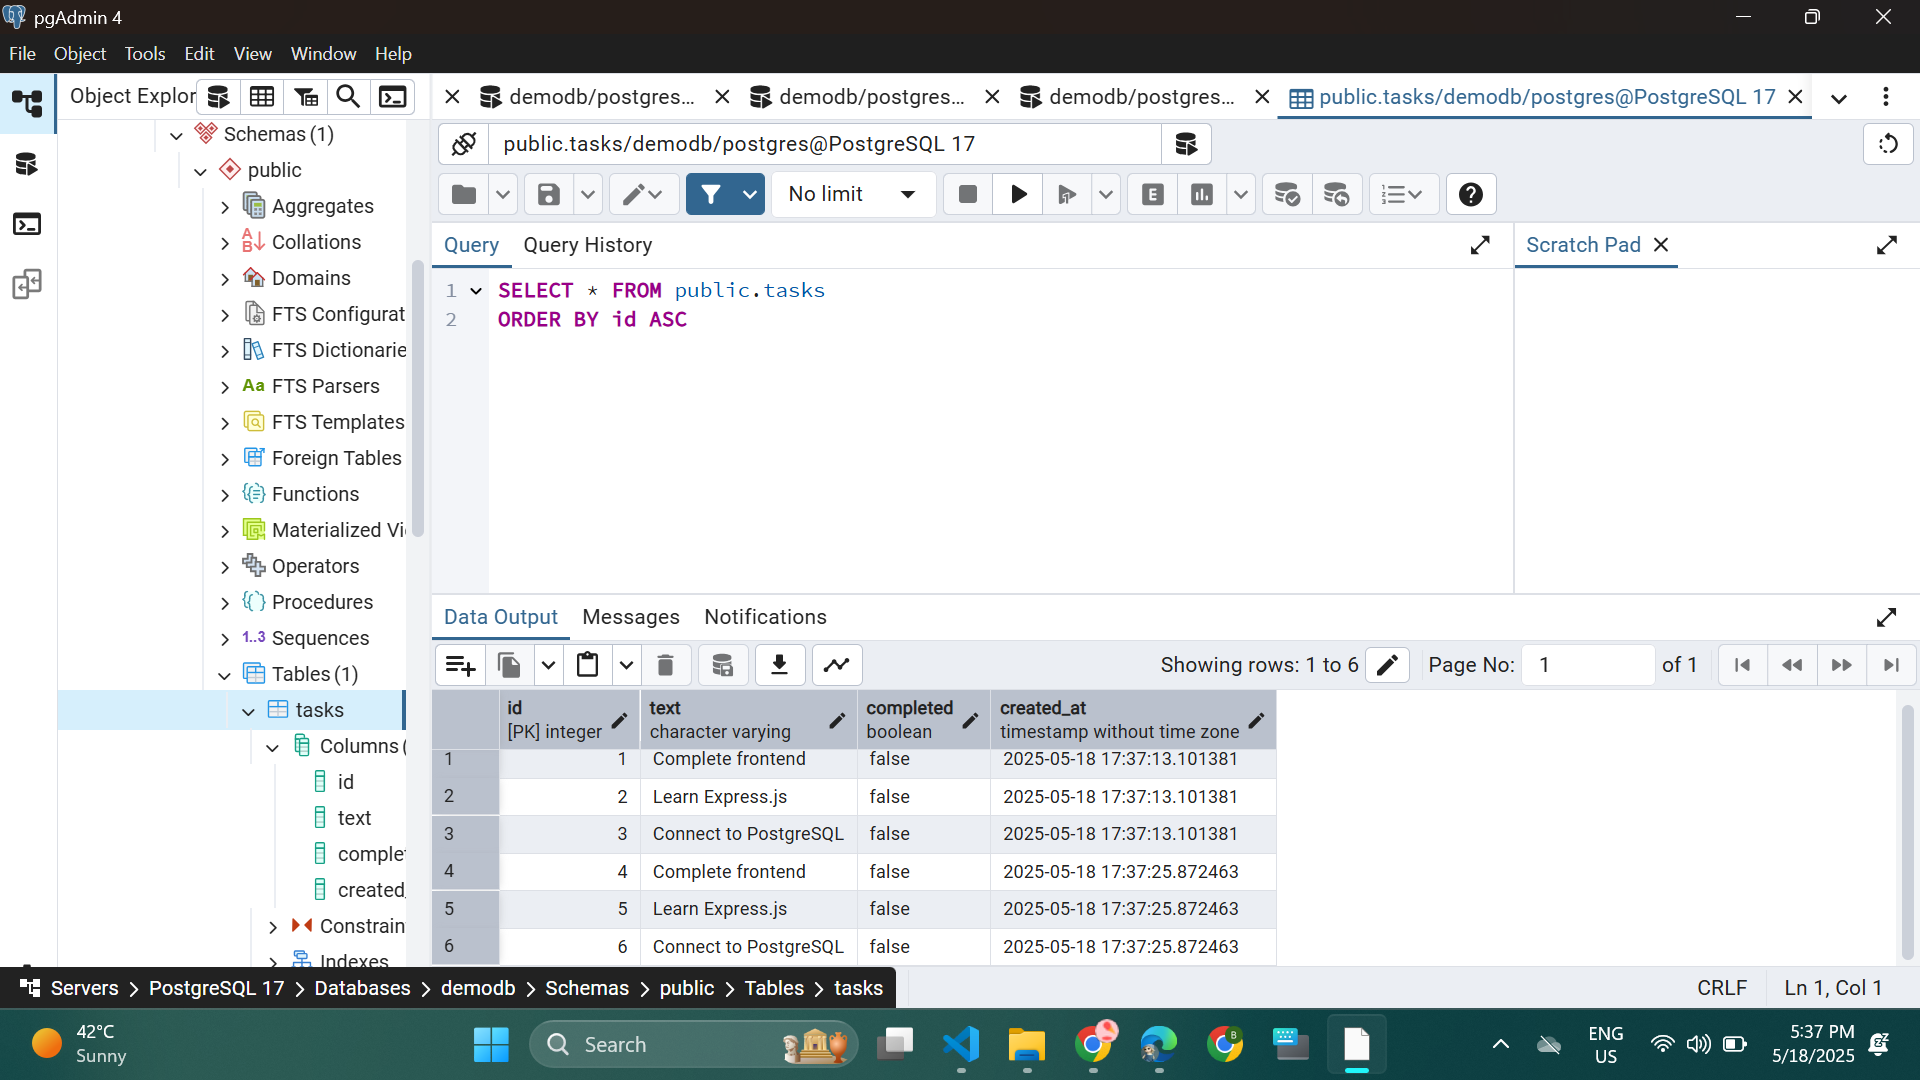 pgAdmin 4
File Object Tools Edit View Window Help
Object Explor
demodb/postgres... demodb/postgres... demodb/postgres... public.tasks/demodb/postgres@PostgreSQL 17
public.tasks/demodb/postgres@PostgreSQL 17
No limit
E
Query Query History
Scratch Pad
1 SELECT * FROM public.tasks
2 ORDER BY id ASC
Schemas (1)
public
Aggregates
Collations
Domains
FTS Configurat
FTS Dictionarie
Aa FTS Parsers
FTS Templates
Foreign Tables
Functions
Materialized Vi
Operators
Procedures
1..3 Sequences
Tables (1)
tasks
Columns (
id
text
complet
created_
Constrain
Indexes
Data Output Messages Notifications
Showing rows: 1 to 6 Page No: 1 of 1
id text completed created_at
[PK] integer character varying boolean timestamp without time zone
1 1 Complete frontend false 2025-05-18 17:37:13.101381
2 2 Learn Express.js false 2025-05-18 17:37:13.101381
3 3 Connect to PostgreSQL false 2025-05-18 17:37:13.101381
4 4 Complete frontend false 2025-05-18 17:37:25.872463
5 5 Learn Express.js false 2025-05-18 17:37:25.872463
6 6 Connect to PostgreSQL false 2025-05-18 17:37:25.872463
Servers > PostgreSQL 17 > Databases > demodb > Schemas > public > Tables > tasks
CRLF Ln 1, Col 1
42°C
Sunny
Search
ENG
US
5:37 PM
5/18/2025